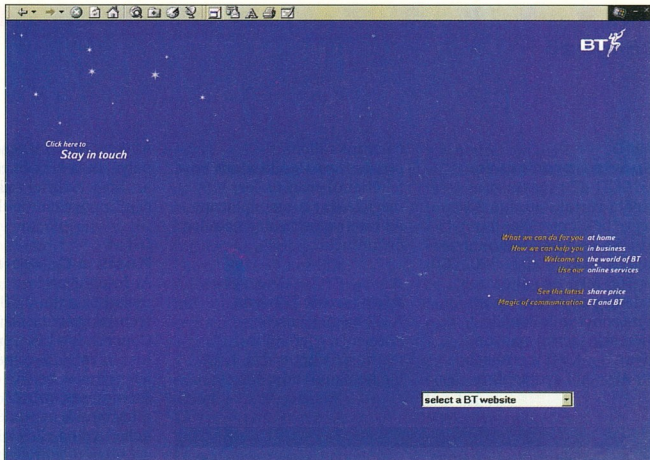 BT
Click here to
Stay in touch
What we can do for you at home
How we can help you in business
Welcome to the world of BT
Use our online services
See the latest share price
Magic of communication ET and BT
select a BT website